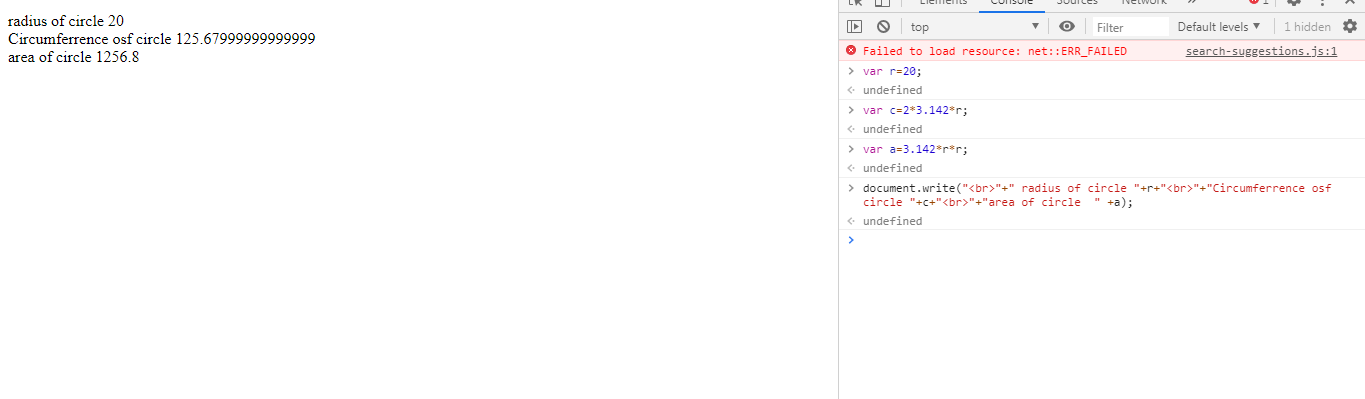 radius of circle 20
Circumferrence osf circle 125.67999999999999
area of circle 1256.8
Elements Console Sources Network » 1
top ▼ Filter Default levels ▼ 1 hidden
Failed to load resource: net::ERR_FAILED search-suggestions.js:1
> var r=20;
undefined
> var c=2*3.142*r;
undefined
> var a=3.142*r*r;
undefined
> document.write("<br>"+" radius of circle "+r+"<br>"+"Circumferrence osf
circle "+c+"<br>"+"area of circle  " +a);
undefined
>